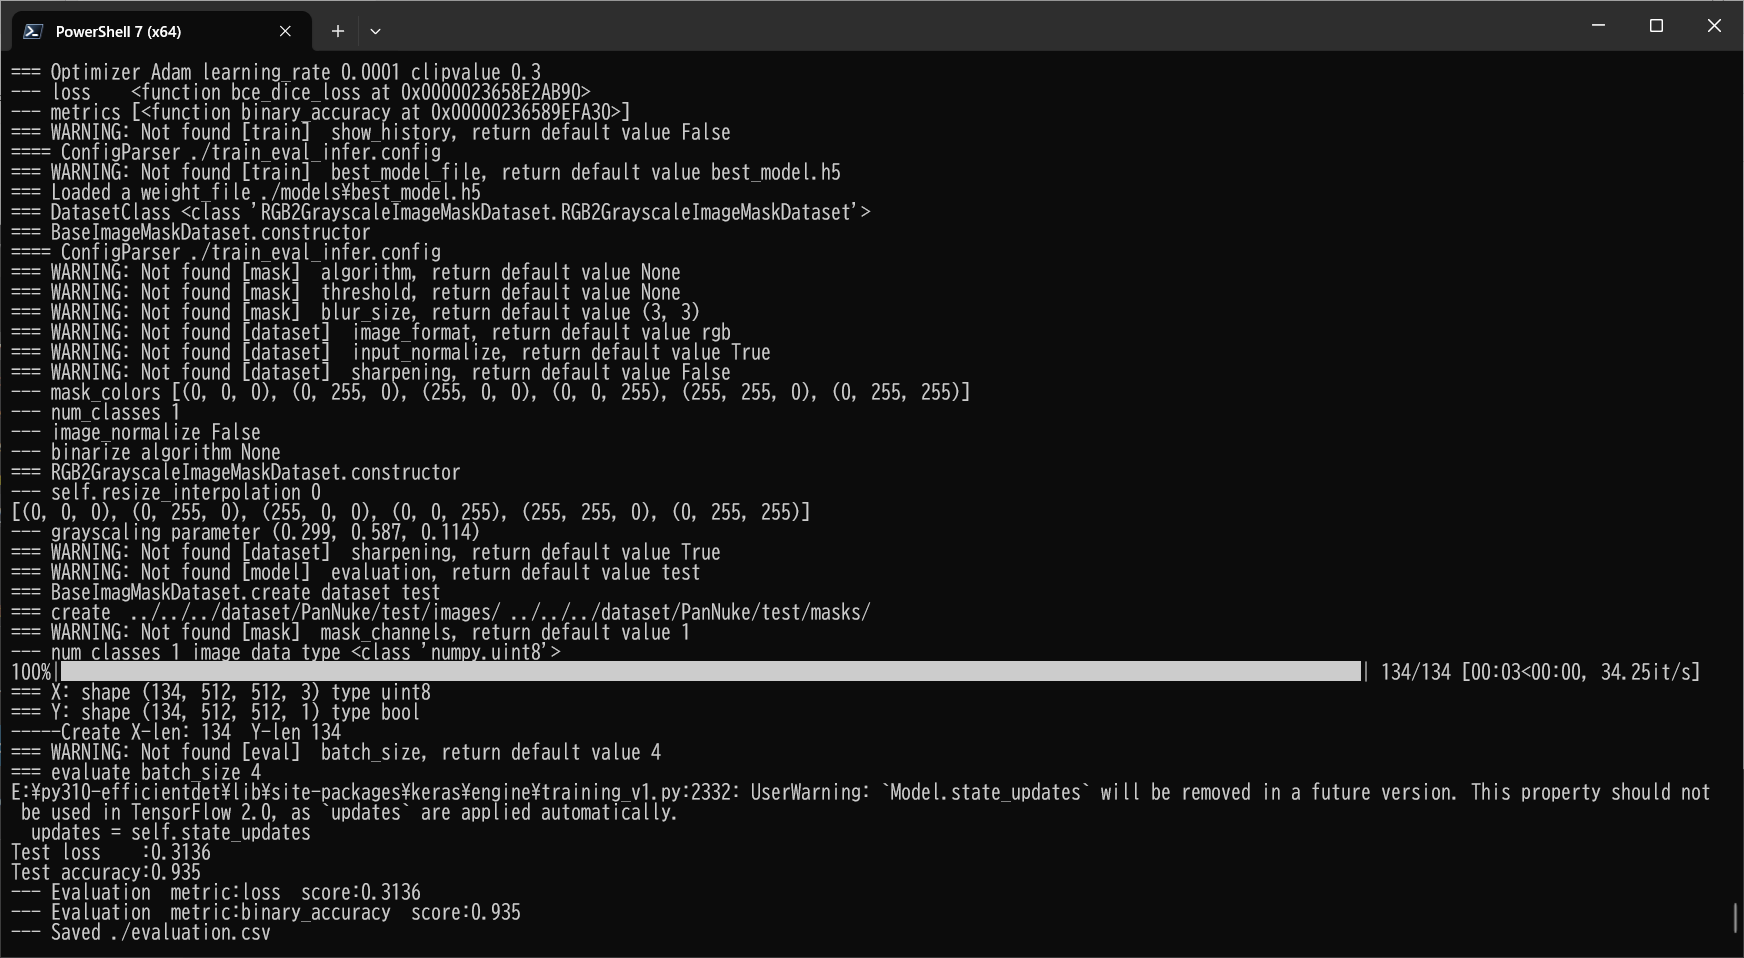 PowerShell 7 (x64)
=== Optimizer Adam learning_rate 0.0001 clipvalue 0.3
--- loss    <function bce_dice_loss at 0x0000023658E2AB90>
--- metrics [<function binary_accuracy at 0x00000236589EFA30>]
=== WARNING: Not found [train]  show_history, return default value False
==== ConfigParser ./train_eval_infer.config
=== WARNING: Not found [train]  best_model_file, return default value best_model.h5
=== Loaded a weight_file ./models¥best_model.h5
=== DatasetClass <class 'RGB2GrayscaleImageMaskDataset.RGB2GrayscaleImageMaskDataset'>
=== BaseImageMaskDataset.constructor
==== ConfigParser ./train_eval_infer.config
=== WARNING: Not found [mask]  algorithm, return default value None
=== WARNING: Not found [mask]  threshold, return default value None
=== WARNING: Not found [mask]  blur_size, return default value (3, 3)
=== WARNING: Not found [dataset]  image_format, return default value rgb
=== WARNING: Not found [dataset]  input_normalize, return default value True
=== WARNING: Not found [dataset]  sharpening, return default value False
--- mask_colors [(0, 0, 0), (0, 255, 0), (255, 0, 0), (0, 0, 255), (255, 255, 0), (0, 255, 255)]
--- num_classes 1
--- image_normalize False
--- binarize algorithm None
=== RGB2GrayscaleImageMaskDataset.constructor
--- self.resize_interpolation 0
[(0, 0, 0), (0, 255, 0), (255, 0, 0), (0, 0, 255), (255, 255, 0), (0, 255, 255)]
--- grayscaling parameter (0.299, 0.587, 0.114)
=== WARNING: Not found [dataset]  sharpening, return default value True
=== WARNING: Not found [model]  evaluation, return default value test
=== BaseImagMaskDataset.create dataset test
=== create  ../../../dataset/PanNuke/test/images/ ../../../dataset/PanNuke/test/masks/
=== WARNING: Not found [mask]  mask_channels, return default value 1
--- num_classes 1 image data_type <class 'numpy.uint8'>
100%|                | 134/134 [00:03<00:00, 34.25it/s]
=== X: shape (134, 512, 512, 3) type uint8
=== Y: shape (134, 512, 512, 1) type bool
-----Create X-len: 134  Y-len 134
=== WARNING: Not found [eval]  batch_size, return default value 4
=== evaluate batch_size 4
E:¥py310-efficientdet¥lib¥site-packages¥keras¥engine¥training_v1.py:2332: UserWarning: `Model.state_updates` will be removed in a future version. This property should not
 be used in TensorFlow 2.0, as `updates` are applied automatically.
  updates = self.state_updates
Test loss    :0.3136
Test accuracy:0.935
--- Evaluation  metric:loss  score:0.3136
--- Evaluation  metric:binary_accuracy  score:0.935
--- Saved ./evaluation.csv